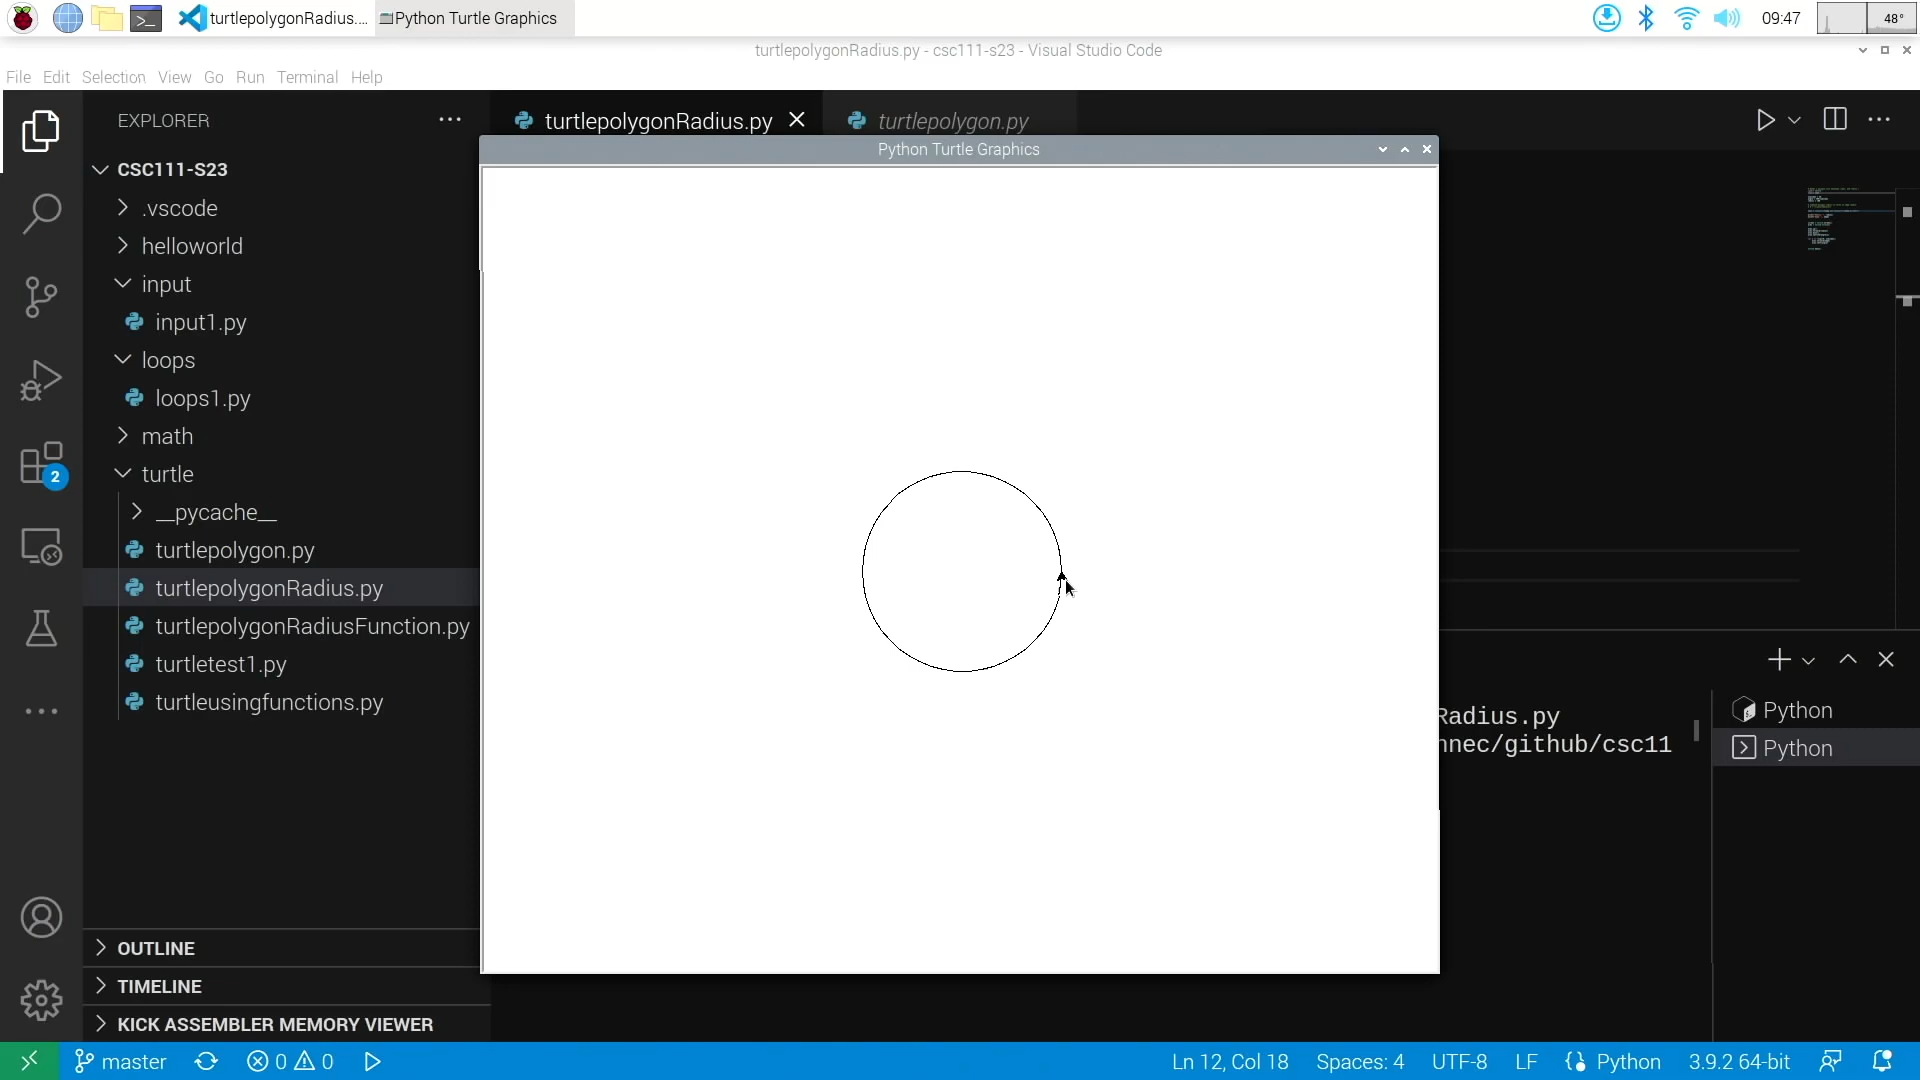 turtlepolygonRadius.... Python Turtle Graphics 09:47 48°
turtlepolygonRadius.py - csc111-s23 - Visual Studio Code
File Edit Selection View Go Run Terminal Help
EXPLORER
turtlepolygonRadius.py turtlepolygon.py
Python Turtle Graphics
CSC111-S23
.vscode
helloworld
input
input1.py
loops
loops1.py
math
turtle
__pycache__
turtlepolygon.py
turtlepolygonRadius.py
turtlepolygonRadiusFunction.py
turtletest1.py
turtleusingfunctions.py
2
Radius.py
nnec/github/csc11
Python
Python
OUTLINE
TIMELINE
KICK ASSEMBLER MEMORY VIEWER
master 0 0 Ln 12, Col 18 Spaces: 4 UTF-8 LF Python 3.9.2 64-bit